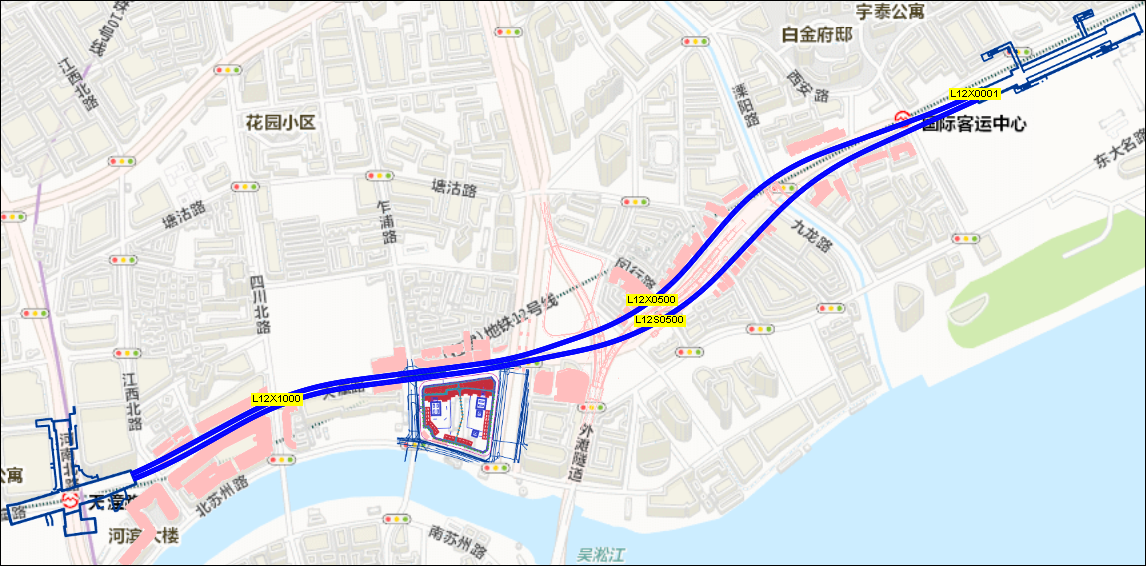 宇泰公寓
白金府邸
铁10号线
江西北路
西安路
溧阳路
L12X0001
国际客运中心
花园小区
东大名路
塘沽路
塘沽路
乍浦路
九龙路
闵行路
四川北路
L12X0500
L12S0500
地铁12号线
江西北路
L12X1000
外滩隧道
河南北路
公寓
天潼路
北苏州路
河滨大楼
南苏州路
吴淞江